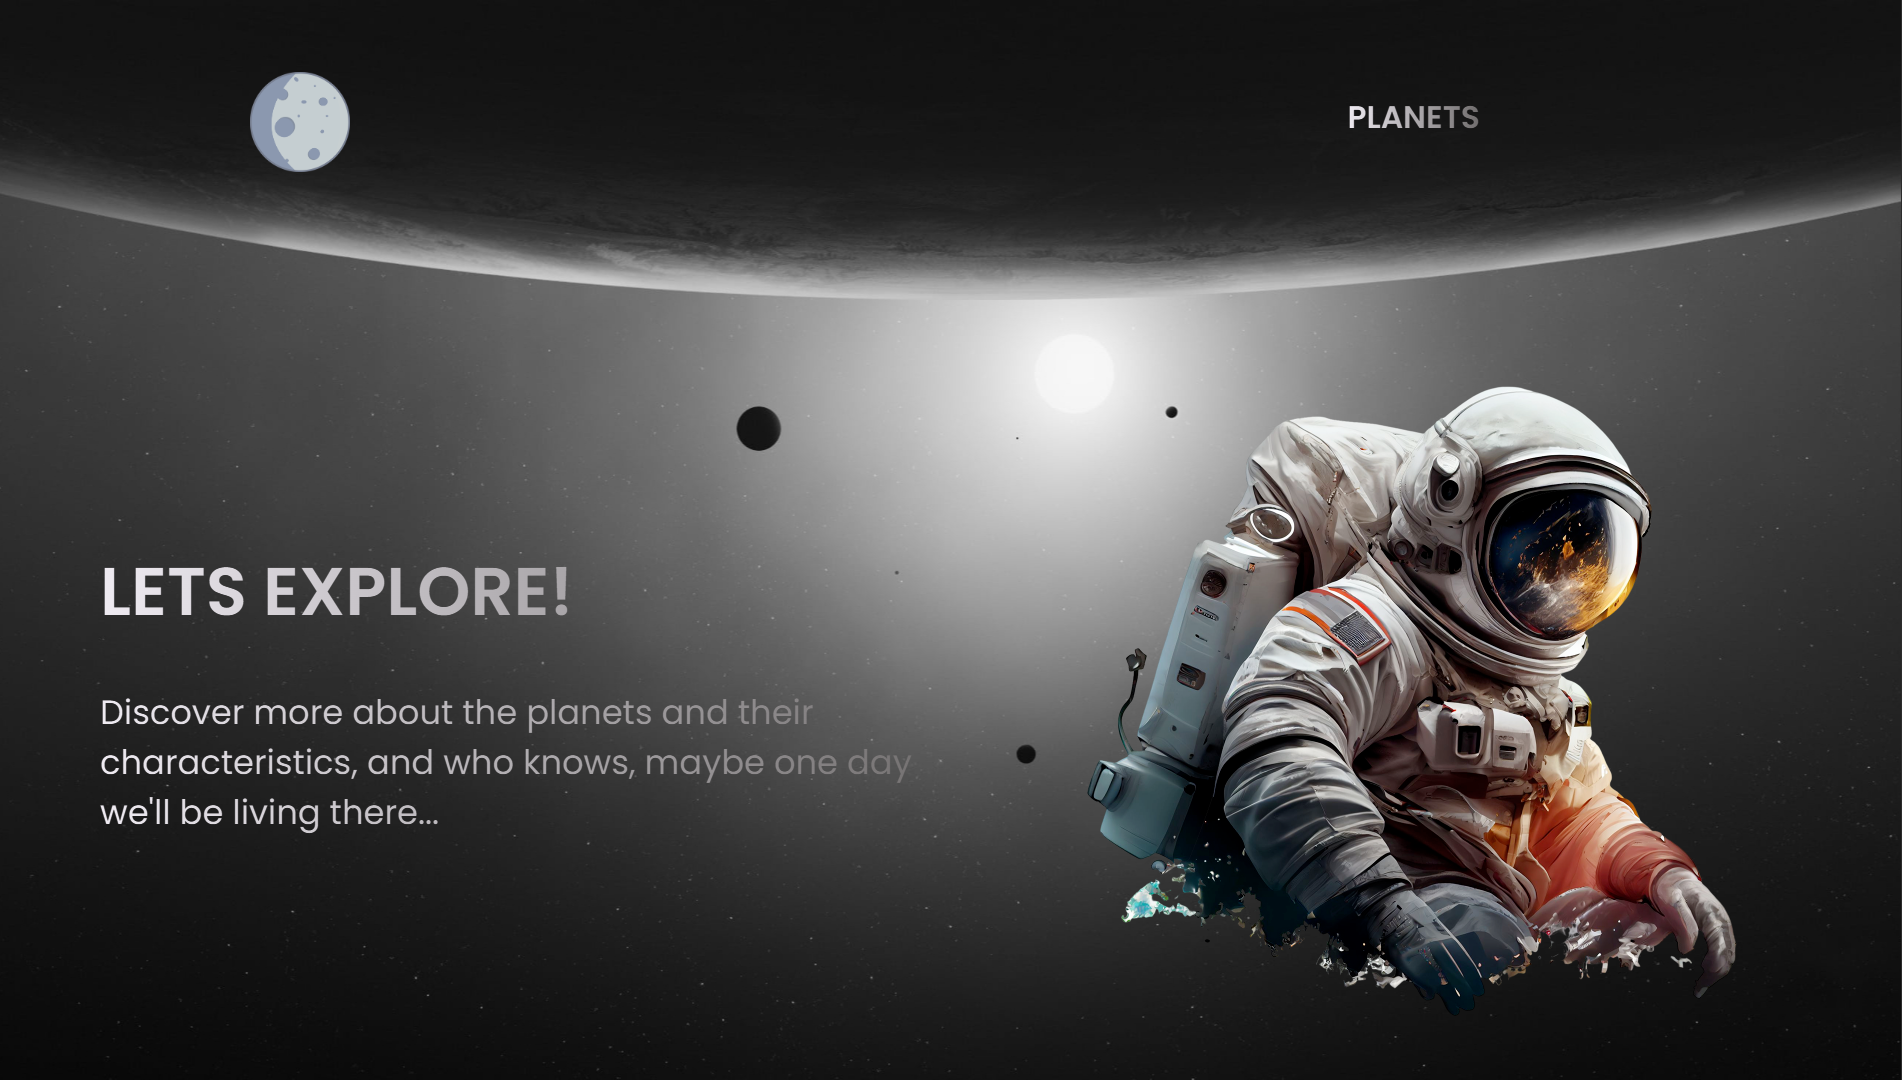 PLANETS
LETS EXPLORE!
Discover more about the planets and their
characteristics, and who knows, maybe one day
we'll be living there...